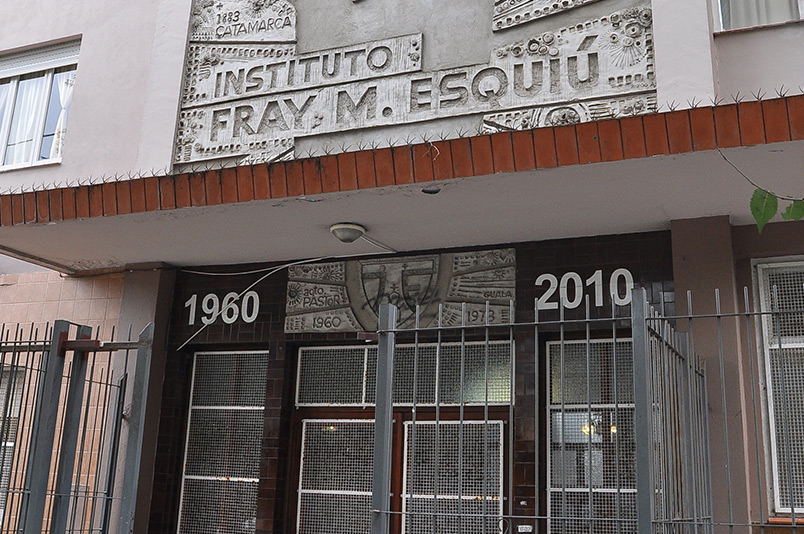 1883
CATAMARCA
INSTITUTO
FRAY. M. ESQUIÚ
1960
2010
PASTOR
1960
1973